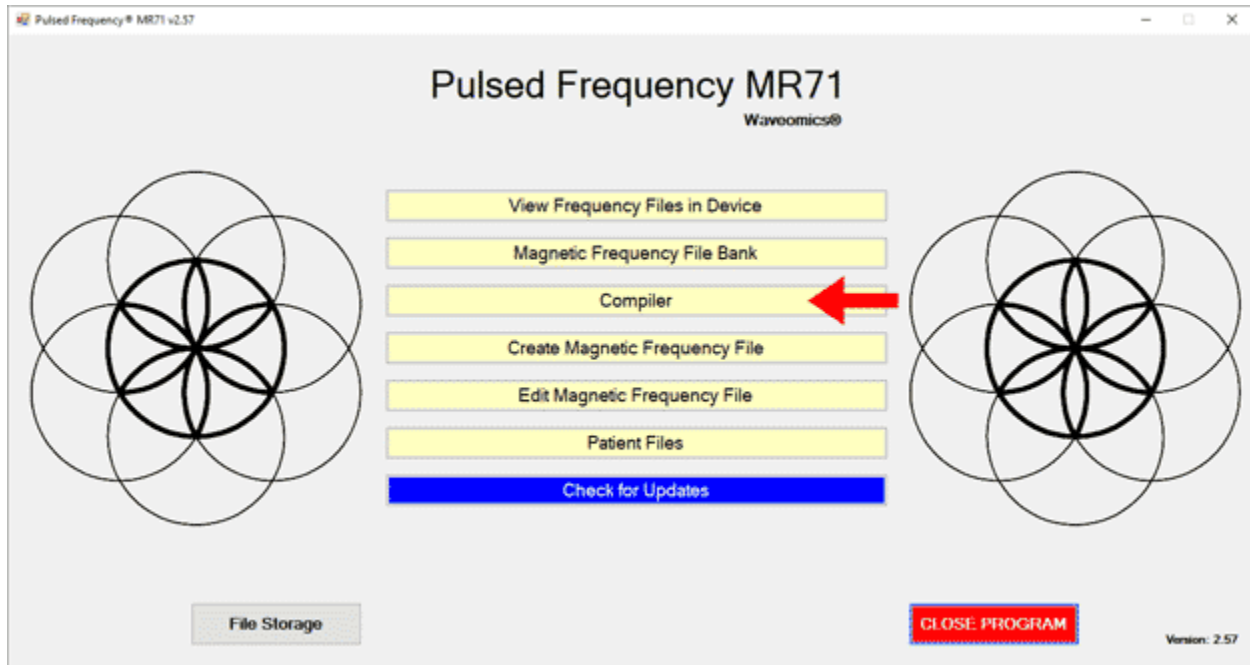 Pulsed Frequency® MR71 v2.57
Pulsed Frequency MR71
Waveomics®
View Frequency Files in Device
Magnetic Frequency File Bank
Compiler
Create Magnetic Frequency File
Edit Magnetic Frequency File
Patient Files
Check for Updates
File Storage
CLOSE PROGRAM
Version: 2.57